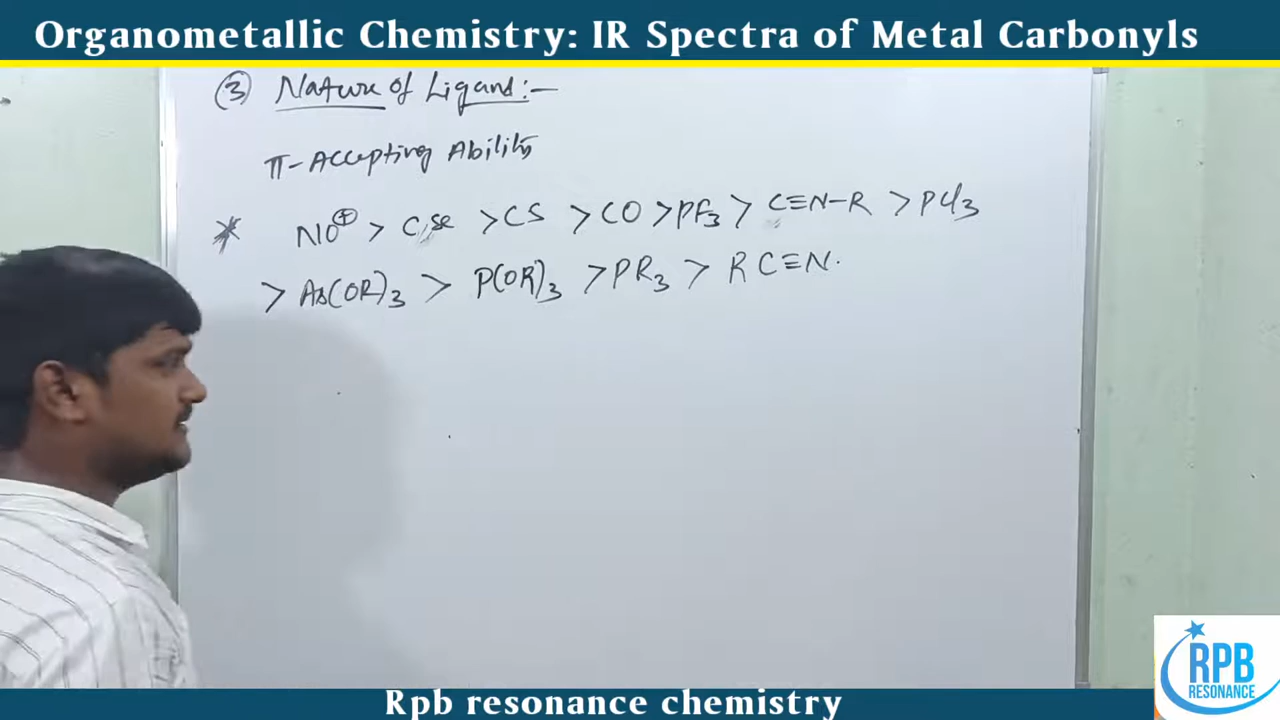 Organometallic Chemistry: IR Spectra of Metal Carbonyls
③ Nature of Ligand:-
π-Accepting Ability
* NO⊕ > CSe > CS > CO > PF₃ > C≡N-R > PCl₃
> As(OR)₃ > P(OR)₃ > PR₃ > RC≡N.
RPB
RESONANCE
Rpb resonance chemistry